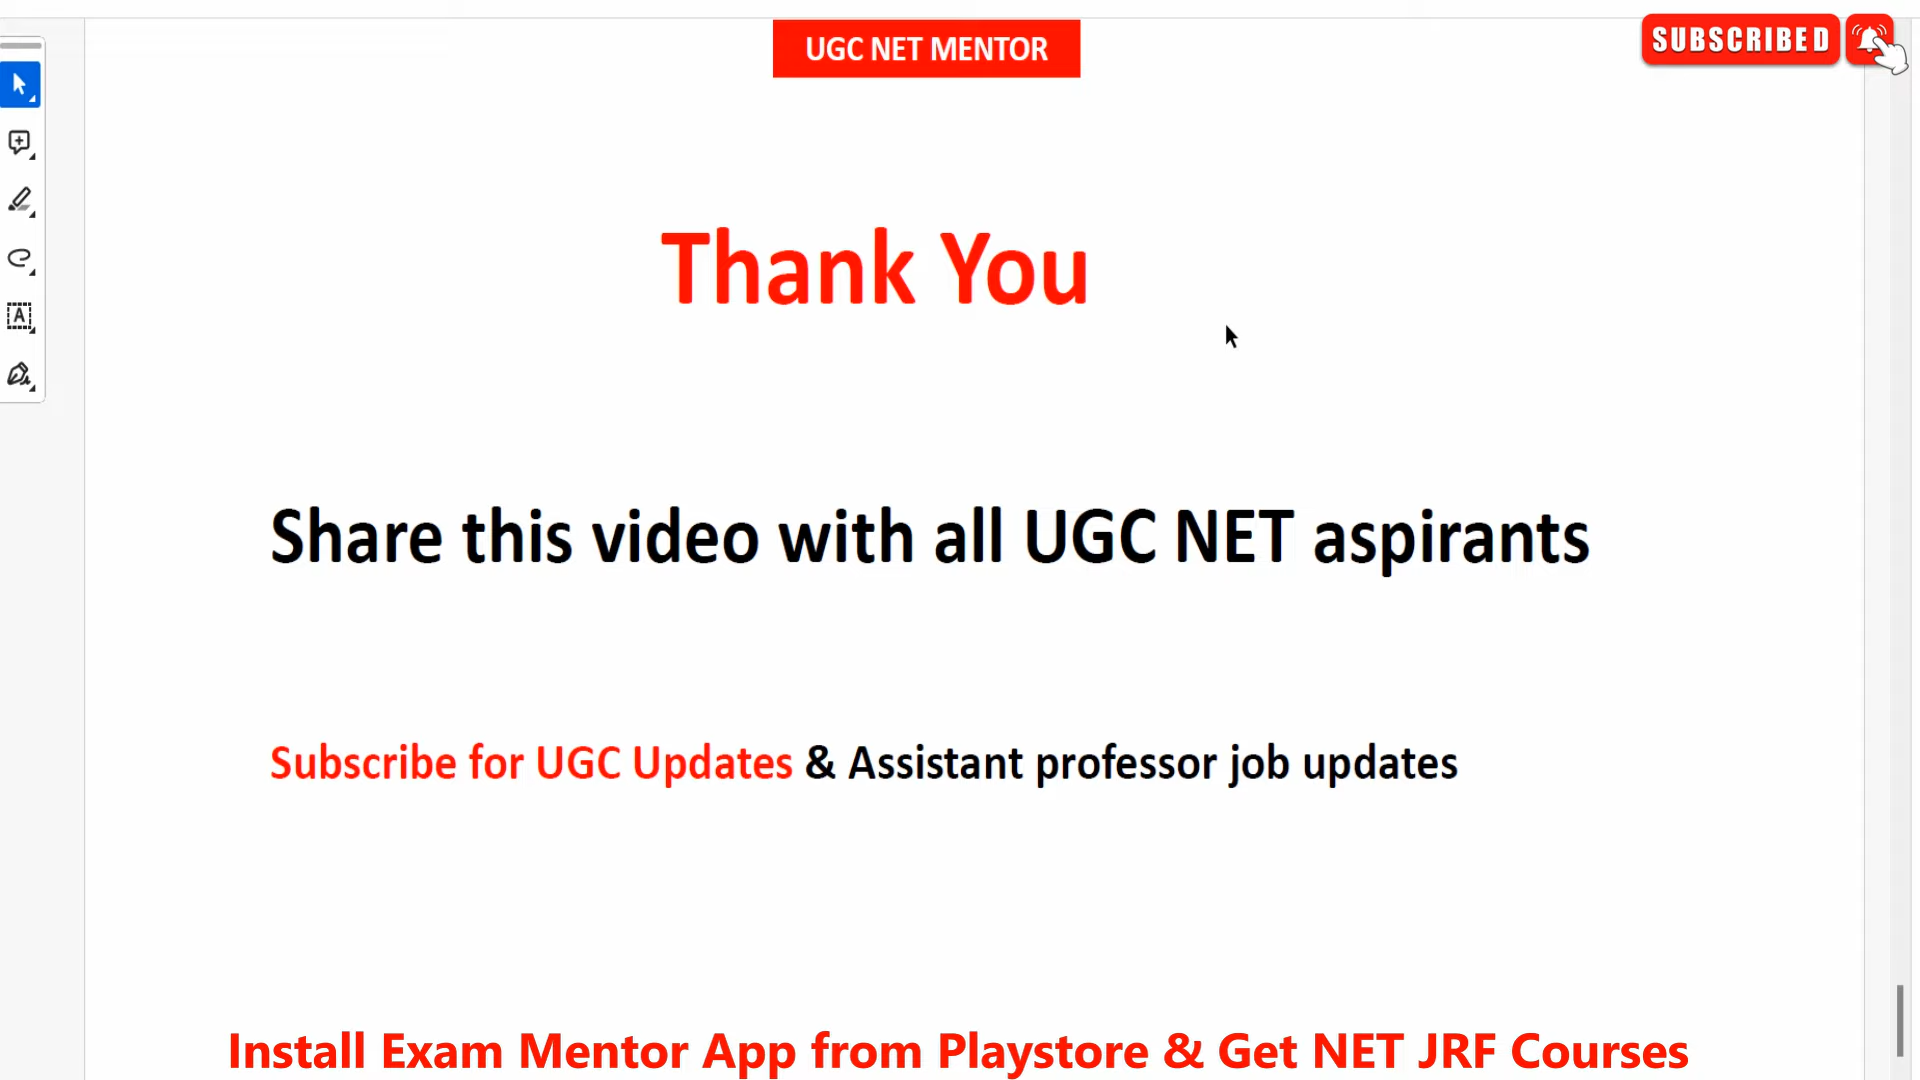 UGC NET MENTOR
SUBSCRIBED
Thank You
Share this video with all UGC NET aspirants
Subscribe for UGC Updates & Assistant professor job updates
Install Exam Mentor App from Playstore & Get NET JRF Courses